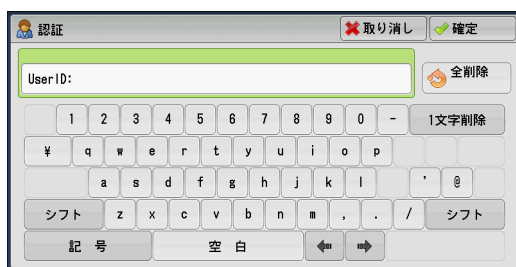 認証 取り消し 確定
UserID: 全削除
1 2 3 4 5 6 7 8 9 0 - 1文字削除
¥ q w e r t y u i o p
a s d f g h j k l ' @
シフト z x c v b n m , . / シフト
記 号 空 白